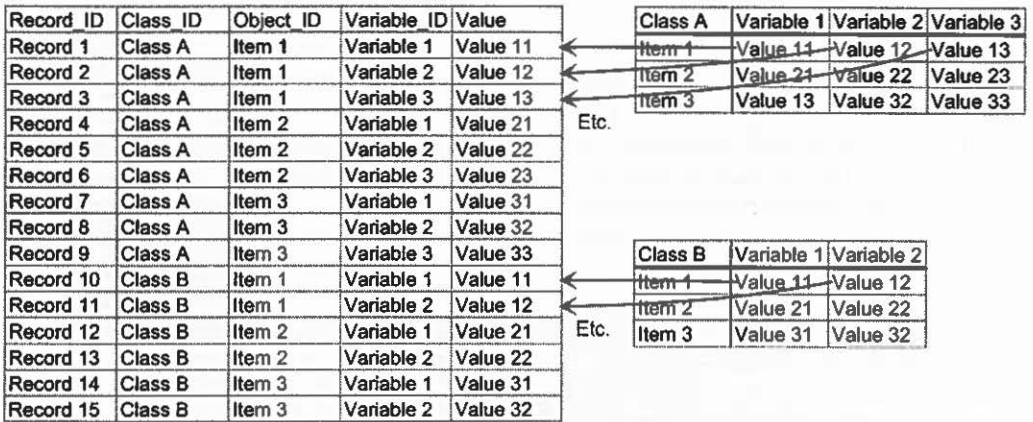 Record_ID Class_ID Object_ID Variable_ID Value
Record 1 Class A Item 1 Variable 1 Value 11
Record 2 Class A Item 1 Variable 2 Value 12
Record 3 Class A Item 1 Variable 3 Value 13
Record 4 Class A Item 2 Variable 1 Value 21
Record 5 Class A Item 2 Variable 2 Value 22
Record 6 Class A Item 2 Variable 3 Value 23
Record 7 Class A Item 3 Variable 1 Value 31
Record 8 Class A Item 3 Variable 2 Value 32
Record 9 Class A Item 3 Variable 3 Value 33
Record 10 Class B Item 1 Variable 1 Value 11
Record 11 Class B Item 1 Variable 2 Value 12
Record 12 Class B Item 2 Variable 1 Value 21
Record 13 Class B Item 2 Variable 2 Value 22
Record 14 Class B Item 3 Variable 1 Value 31
Record 15 Class B Item 3 Variable 2 Value 32
Class A Variable 1 Variable 2 Variable 3
Item 1 Value 11 Value 12 Value 13
Item 2 Value 21 Value 22 Value 23
Item 3 Value 13 Value 32 Value 33
Etc.
Class B Variable 1 Variable 2
Item 1 Value 11 Value 12
Item 2 Value 21 Value 22
Item 3 Value 31 Value 32
Etc.